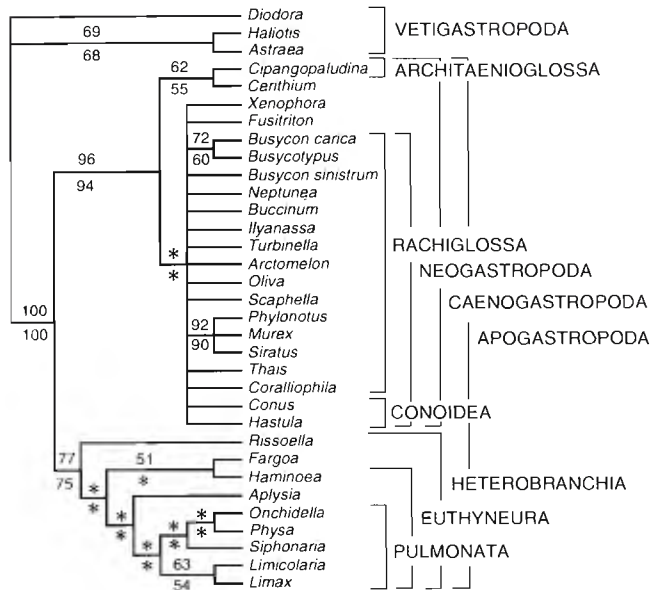 Diodora
69
Haliotis
68
Astraea
VETIGASTROPODA
62
Cipangopaludina
ARCHITAENIOGLOSSA
55
Cerithium
Xenophora
Fusitriton
72
Busycon carica
60
Busycotypus
96
94
Busycon sinistrum
Neptunea
Buccinum
Ilyanassa
Turbinella
RACHIGLOSSA
*
*
Arctomelon
NEOGASTROPODA
Oliva
Scaphella
CAENOGASTROPODA
92
Phylonotus
Murex
90
Siratus
APOGASTROPODA
100
100
Thais
Coralliophila
Conus
CONOIDEA
Hastula
Rissoella
77
75
51
Fargoa
*
Haminoea
HETEROBRANCHIA
*
*
Aplysia
*
*
EUTHYNEURA
Onchidella
*
*
Physa
*
*
Siphonaria
PULMONATA
*
*
63
Limicolaria
54
Limax